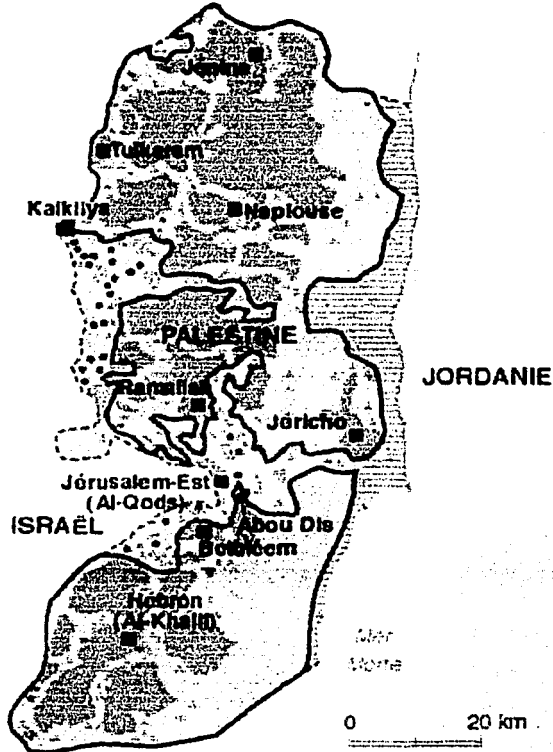 Jénine
Tulkarem
Kalkilya
Naplouse
PALESTINE
Ramallah
JORDANIE
Jéricho
Jérusalem-Est
(Al-Qods)
ISRAËL
Abou Dis
Hébron
(Al-Khalil)
Mer
Morte
0 20 km